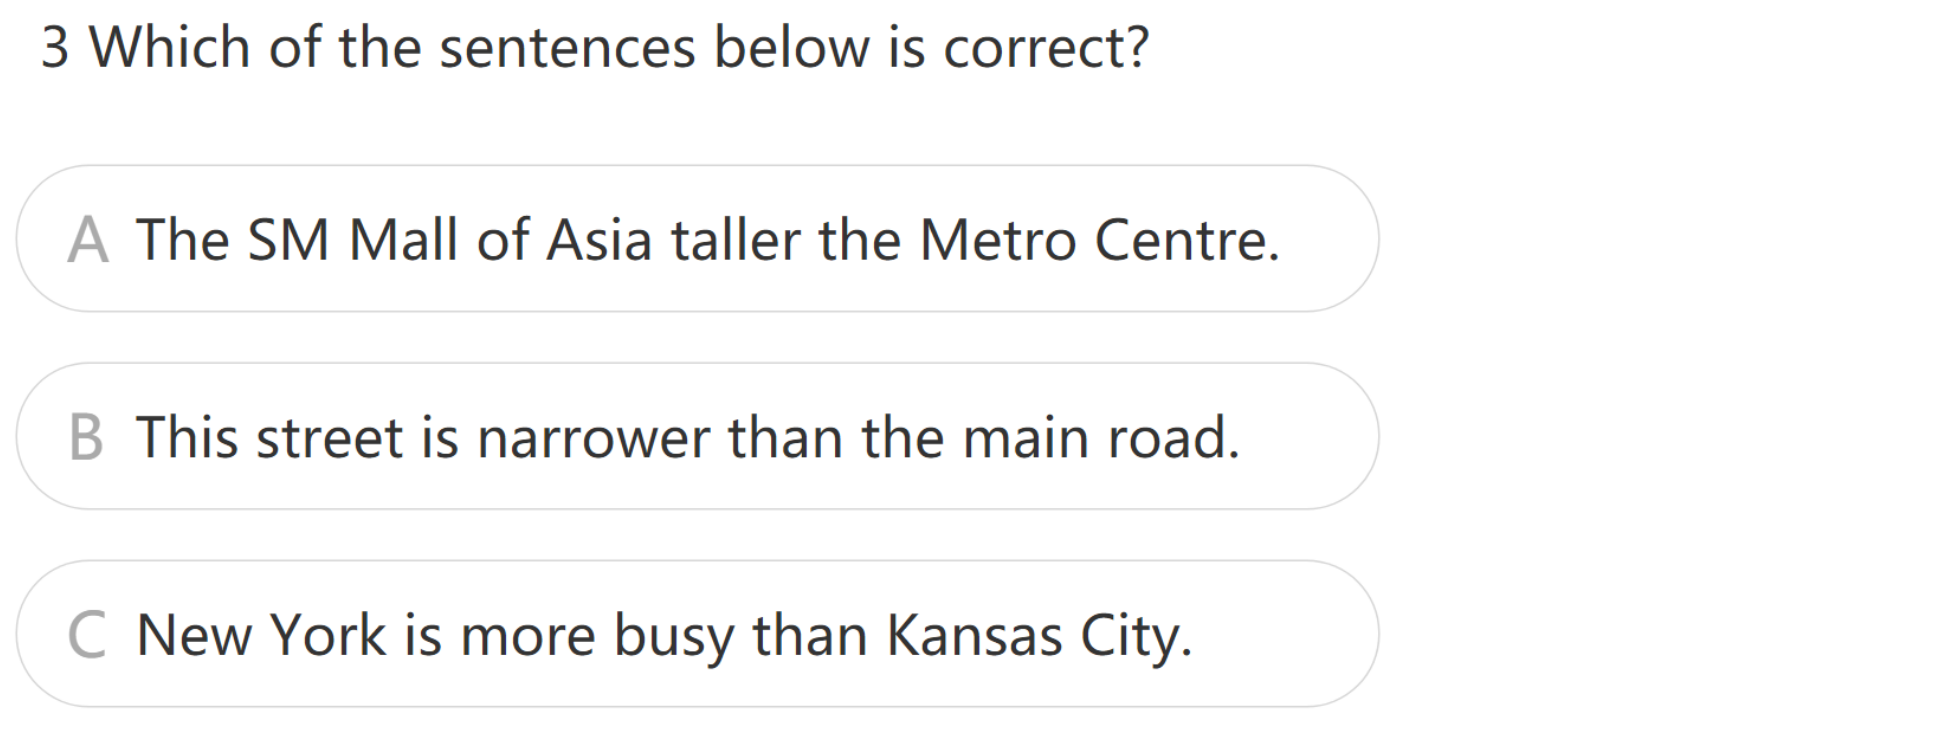 3 Which of the sentences below is correct?
A The SM Mall of Asia taller the Metro Centre.
B This street is narrower than the main road.
C New York is more busy than Kansas City.